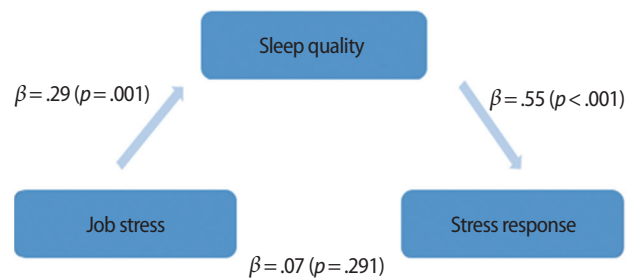 Sleep quality
β = .29 (p = .001)
β = .55 (p < .001)
Job stress
Stress response
β = .07 (p = .291)